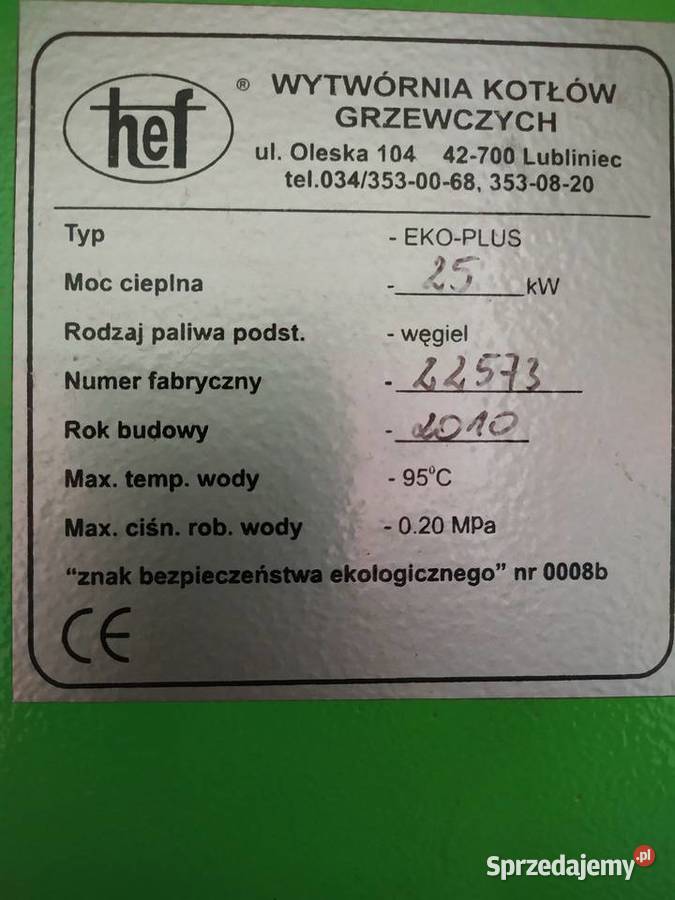 hef ® WYTWÓRNIA KOTŁÓW
GRZEWCZYCH
ul. Oleska 104 42-700 Lubliniec
tel.034/353-00-68, 353-08-20
Typ - EKO-PLUS
Moc cieplna - 25 kW
Rodzaj paliwa podst. - węgiel
Numer fabryczny - 22573
Rok budowy - 2010
Max. temp. wody - 95°C
Max. ciśn. rob. wody - 0.20 MPa
“znak bezpieczeństwa ekologicznego” nr 0008b
CE
Sprzedajemy.pl